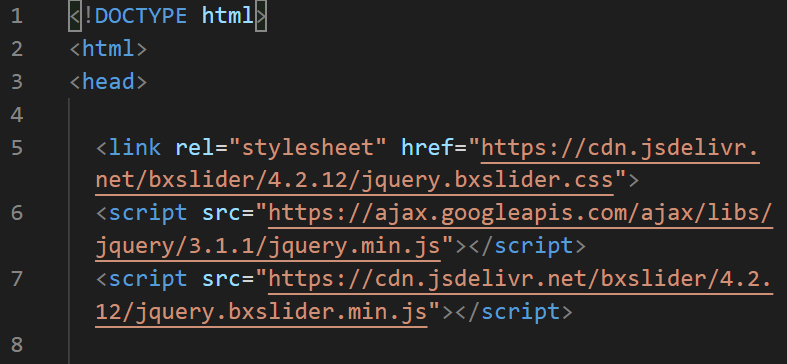 1 <!DOCTYPE html>
2 <html>
3 <head>
4
5 <link rel="stylesheet" href="https://cdn.jsdelivr.
net/bxslider/4.2.12/jquery.bxslider.css">
6 <script src="https://ajax.googleapis.com/ajax/libs/
jquery/3.1.1/jquery.min.js"></script>
7 <script src="https://cdn.jsdelivr.net/bxslider/4.2.
12/jquery.bxslider.min.js"></script>
8